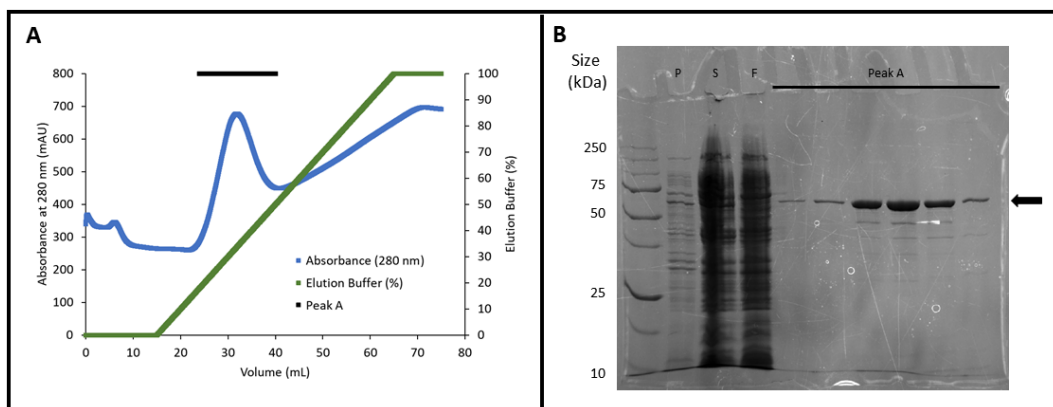 A
Absorbance at 280 nm (mAU)
800
700
600
500
400
300
200
100
0
0 10 20 30 40 50 60 70 80
Volume (mL)
100
90
80
70
60
50
40
30
20
10
0
Elution Buffer (%)
Absorbance (280 nm)
Elution Buffer (%)
Peak A
B
Size
(kDa)
P S F Peak A
250
75
50
25
10